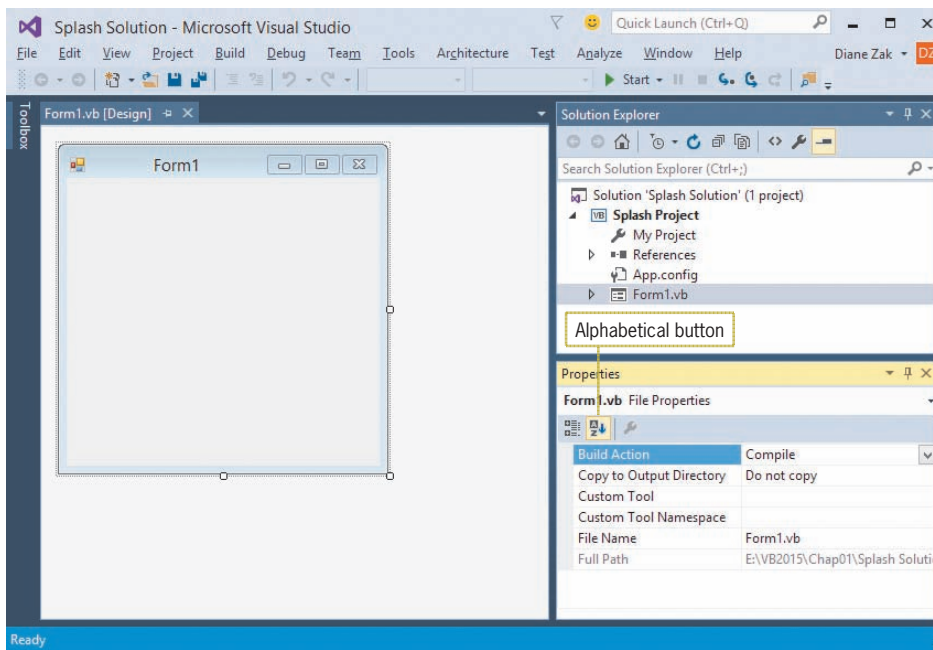 Splash Solution - Microsoft Visual Studio
Quick Launch (Ctrl+Q)
File Edit View Project Build Debug Team Tools Architecture Test Analyze Window Help Diane Zak DZ
Start
Toolbox
Form1.vb [Design]
Form1
Solution Explorer
Search Solution Explorer (Ctrl+;)
Solution 'Splash Solution' (1 project)
VB Splash Project
My Project
References
App.config
Form1.vb
Alphabetical button
Properties
Form1.vb File Properties
Build Action Compile
Copy to Output Directory Do not copy
Custom Tool
Custom Tool Namespace
File Name Form1.vb
Full Path E:\VB2015\Chap01\Splash Soluti
Ready